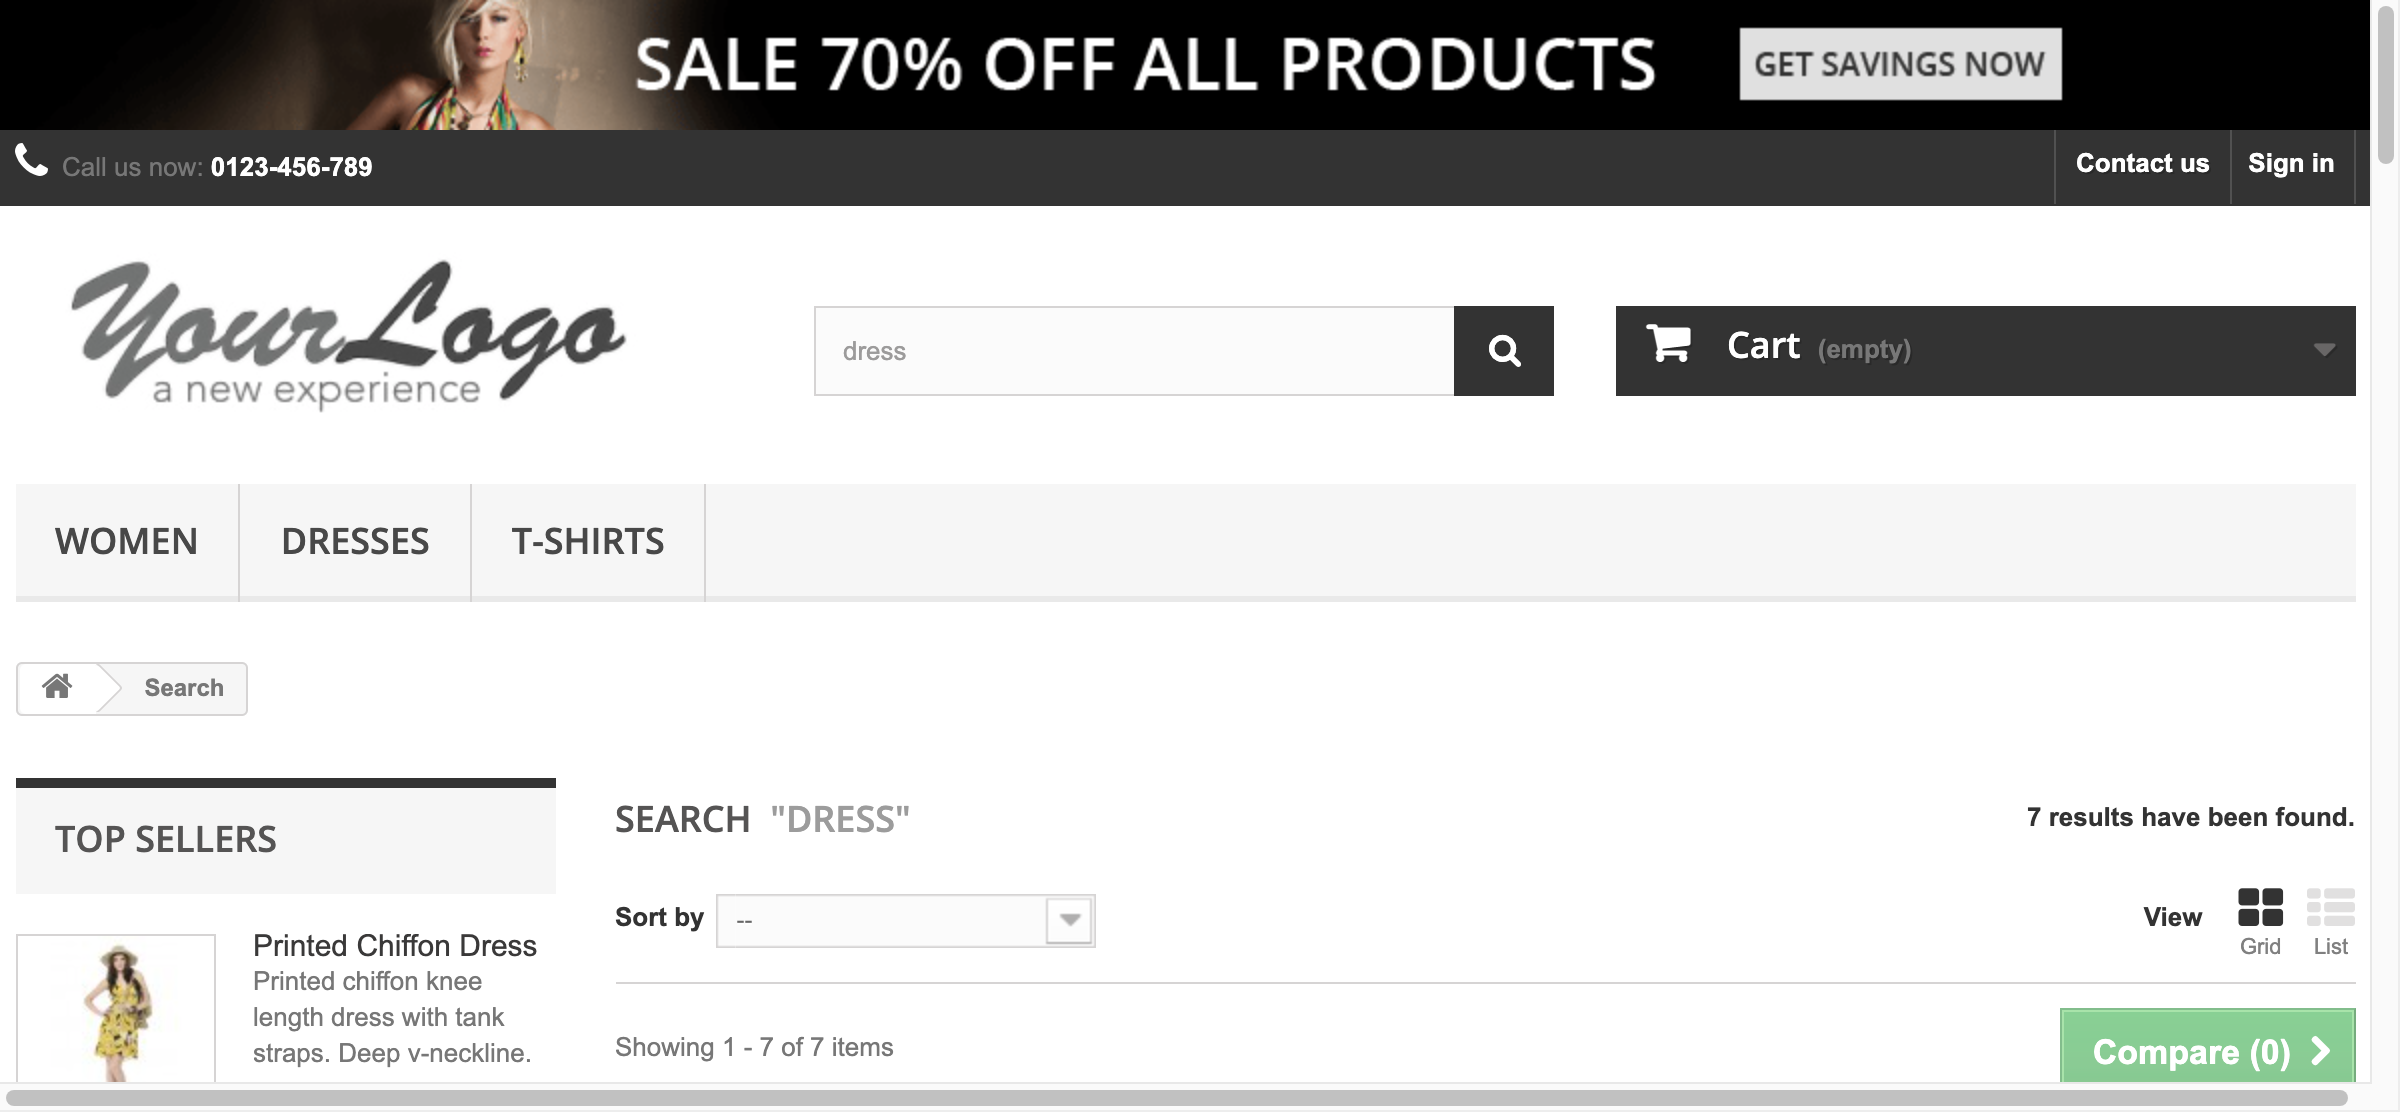 SALE 70% OFF ALL PRODUCTS
GET SAVINGS NOW
Call us now: 0123-456-789
Contact us
Sign in
Your Logo
a new experience
dress
Cart (empty)
WOMEN
DRESSES
T-SHIRTS
Search
TOP SELLERS
Printed Chiffon Dress
Printed chiffon knee
length dress with tank
straps. Deep v-neckline.
SEARCH "DRESS"
7 results have been found.
Sort by
--
View
Grid
List
Showing 1 - 7 of 7 items
Compare (0)